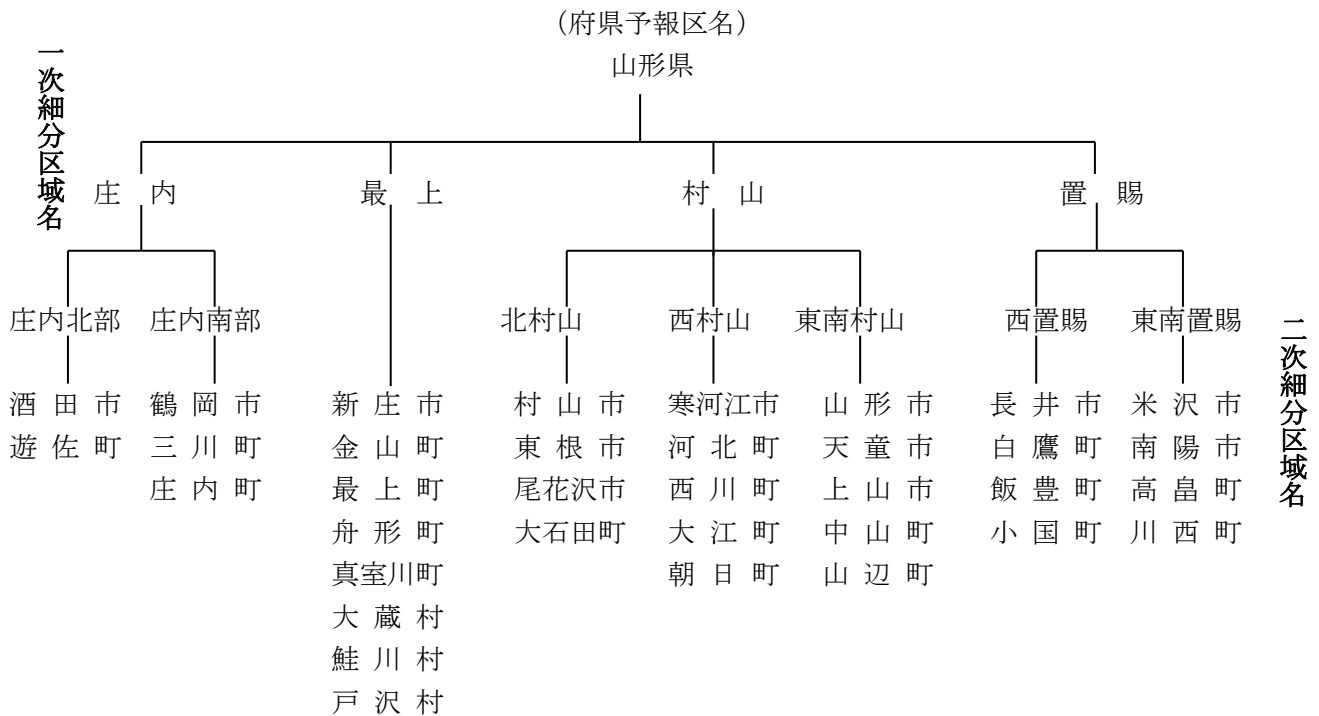 (府県予報区名)
山形県
一次細分区域名
庄 内
最 上
村 山
置 賜
庄内北部
庄内南部
北村山
西村山
東南村山
西置賜
東南置賜
二次細分区域名
酒 田 市
遊 佐 町
鶴 岡 市
三 川 町
庄 内 町
新 庄 市
金 山 町
最 上 町
舟 形 町
真室川町
大 蔵 村
鮭 川 村
戸 沢 村
村 山 市
東 根 市
尾花沢市
大石田町
寒河江市
河 北 町
西 川 町
大 江 町
朝 日 町
山 形 市
天 童 市
上 山 市
中 山 町
山 辺 町
長 井 市
白 鷹 町
飯 豊 町
小 国 町
米 沢 市
南 陽 市
高 畠 町
川 西 町